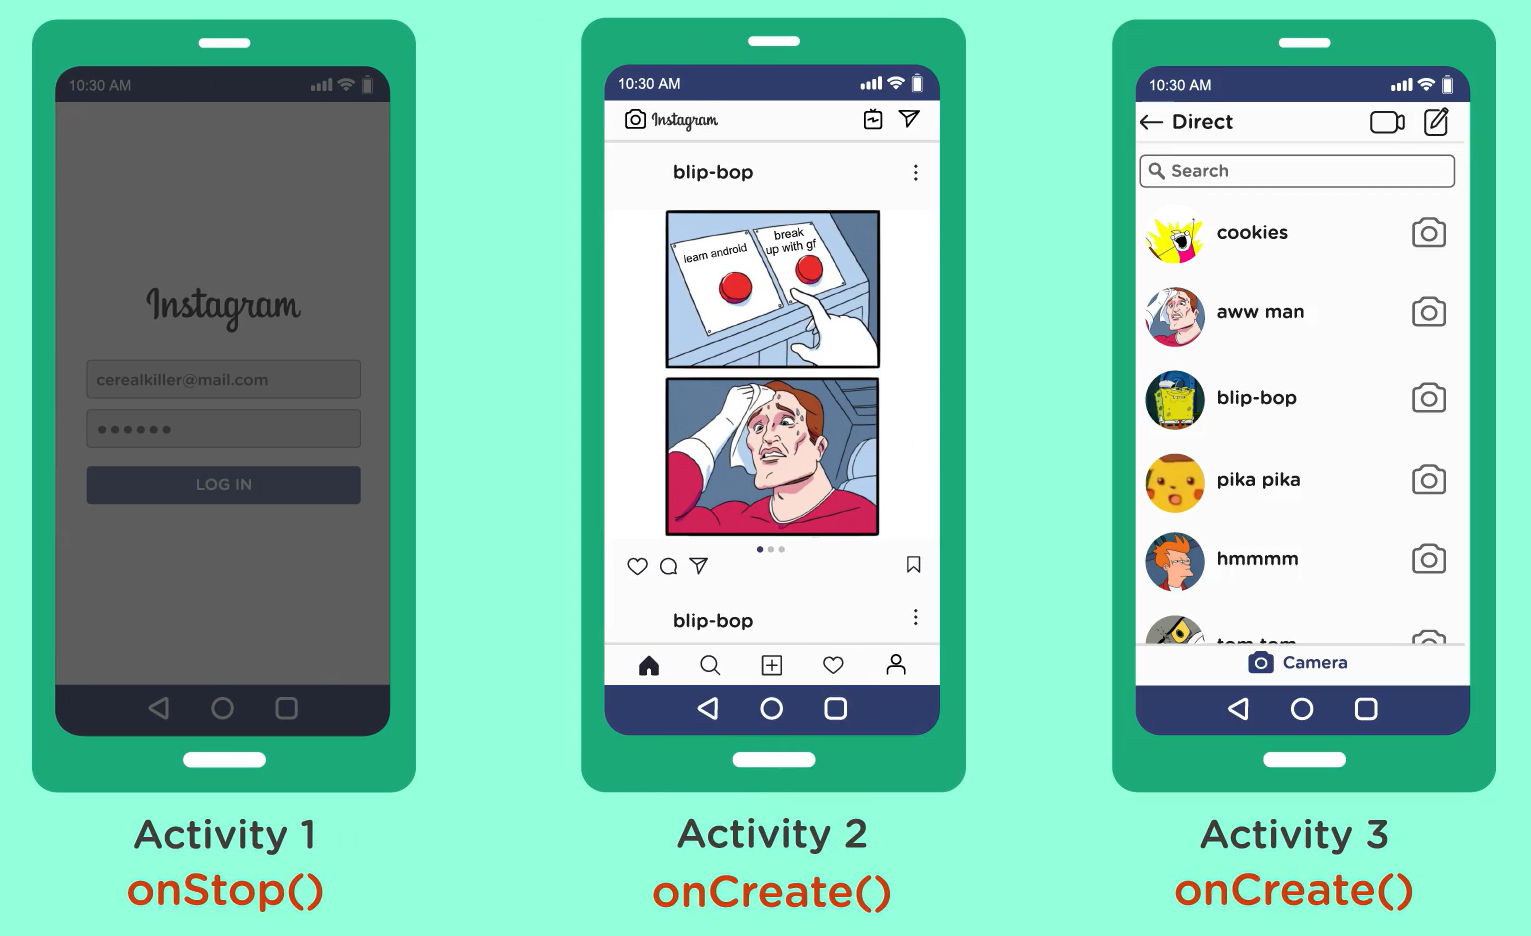 10:30 AM
Instagram
cerealkiller@mail.com
LOG IN
Activity 1
onStop()
10:30 AM
Instagram
blip-bop
learn android
break
up with gf
blip-bop
Activity 2
onCreate()
10:30 AM
Direct
Search
cookies
aww man
blip-bop
pika pika
hmmmm
tom tom
Camera
Activity 3
onCreate()